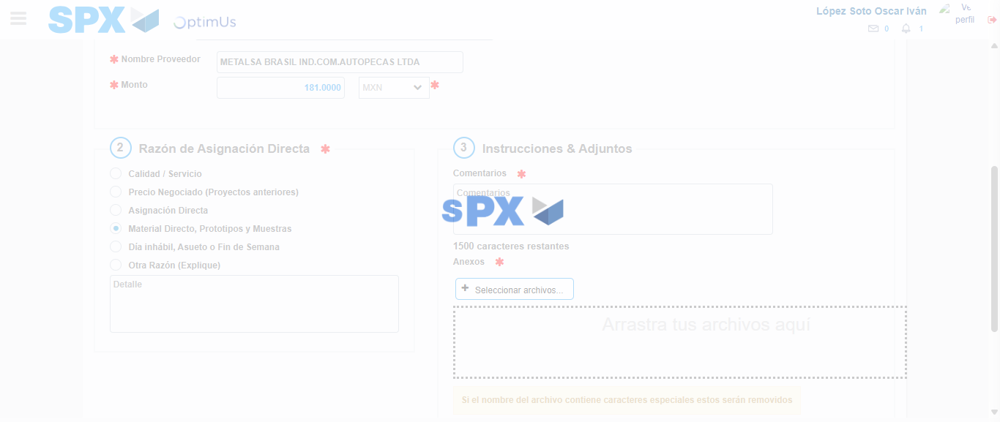 SPX
OptimUs
López Soto Oscar Iván
Ve
perfil
0
1
✱ Nombre Proveedor
METALSA BRASIL IND.COM.AUTOPECAS LTDA
✱ Monto
181.0000
MXN
✱
2
Razón de Asignación Directa ✱
Calidad / Servicio
Precio Negociado (Proyectos anteriores)
Asignación Directa
Material Directo, Prototipos y Muestras
Día inhábil, Asueto o Fin de Semana
Otra Razón (Explique)
Detalle
3
Instrucciones & Adjuntos
Comentarios ✱
Comentarios
SPX
1500 caracteres restantes
Anexos ✱
+ Seleccionar archivos...
Arrastra tus archivos aquí
Si el nombre del archivo contiene caracteres especiales estos serán removidos